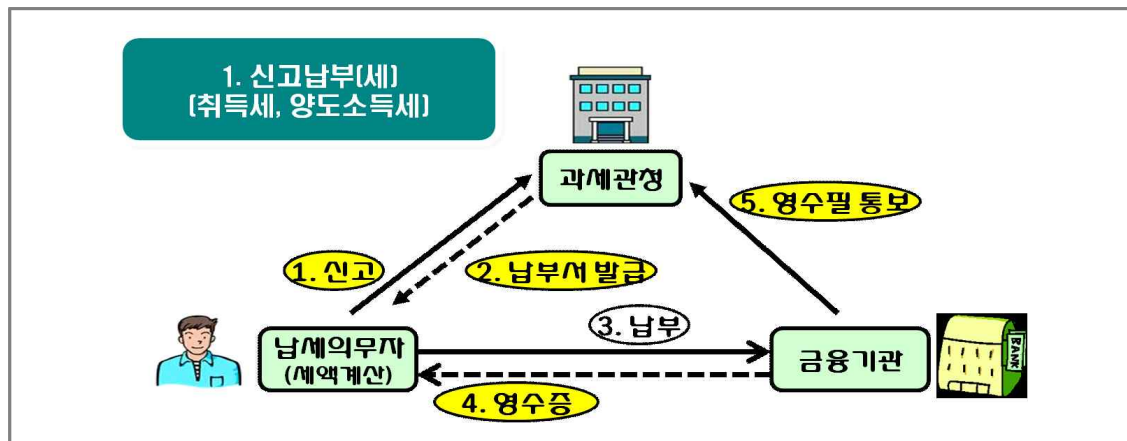 1. 신고납부(세)
(취득세, 양도소득세)
과세관청
5. 영수필 통보
1. 신고
2. 납부서 발급
3. 납부
납세의무자
(세액계산)
금융기관
BANK
4. 영수증